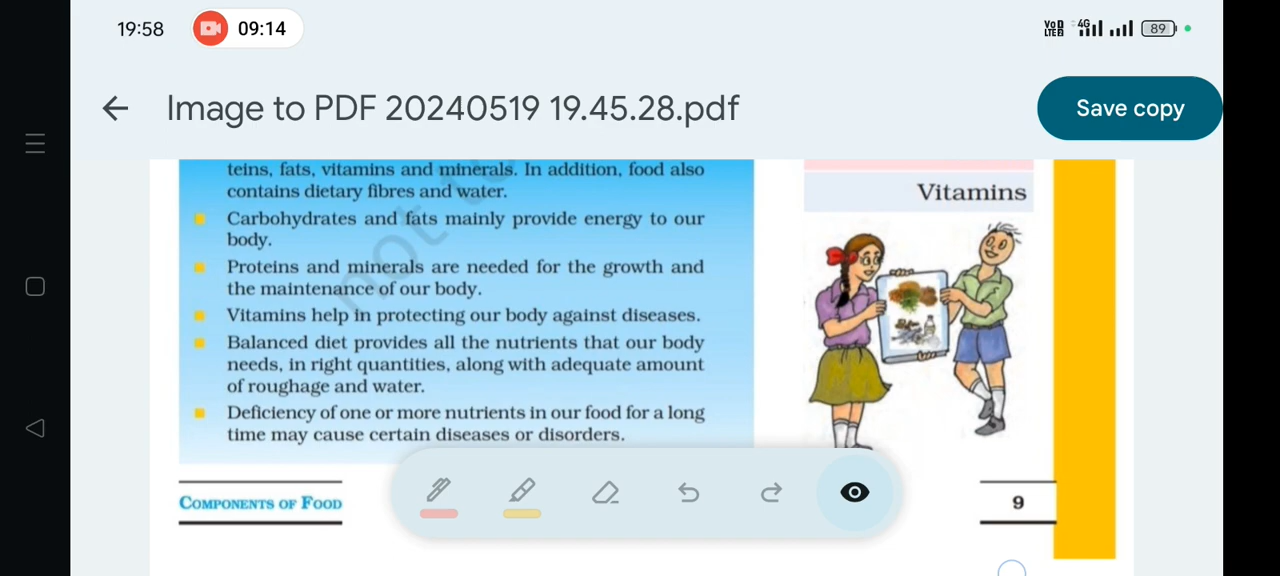 19:58
09:14
VoD
LTE2
4G
89
Image to PDF 20240519 19.45.28.pdf
Save copy
teins, fats, vitamins and minerals. In addition, food also
contains dietary fibres and water.
Carbohydrates and fats mainly provide energy to our
body.
Proteins and minerals are needed for the growth and
the maintenance of our body.
Vitamins help in protecting our body against diseases.
Balanced diet provides all the nutrients that our body
needs, in right quantities, along with adequate amount
of roughage and water.
Deficiency of one or more nutrients in our food for a long
time may cause certain diseases or disorders.
not to
Vitamins
COMPONENTS OF FOOD
9